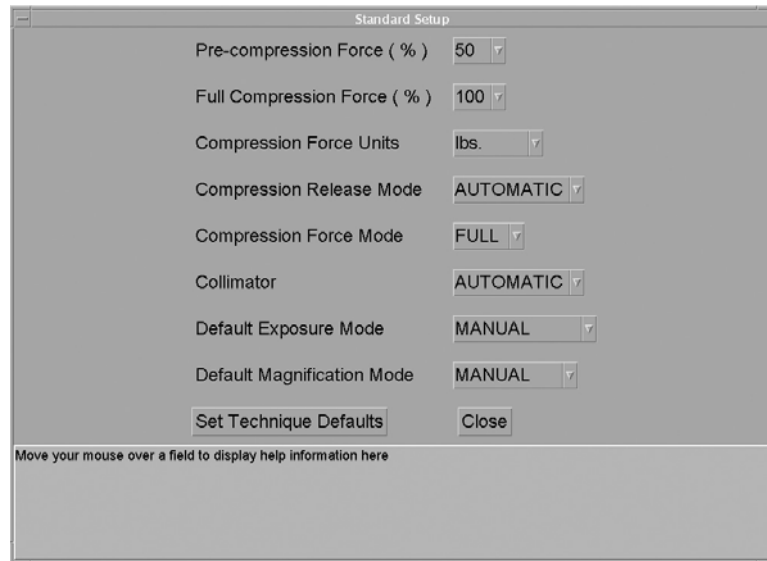 Standard Setup
Pre-compression Force ( % ) 50
Full Compression Force ( % ) 100
Compression Force Units lbs.
Compression Release Mode AUTOMATIC
Compression Force Mode FULL
Collimator AUTOMATIC
Default Exposure Mode MANUAL
Default Magnification Mode MANUAL
Set Technique Defaults Close
Move your mouse over a field to display help information here